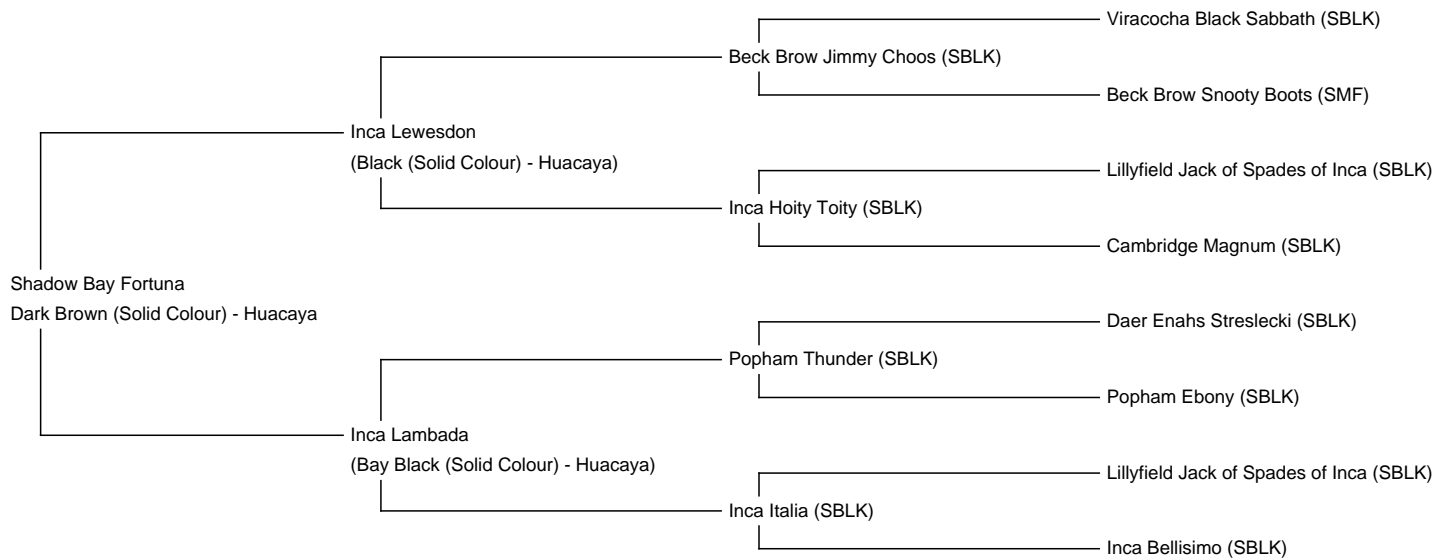 Viracocha Black Sabbath (SBLK)
Beck Brow Jimmy Choos (SBLK)
Beck Brow Snooty Boots (SMF)
Inca Lewesdon
(Black (Solid Colour) - Huacaya)
Lillyfield Jack of Spades of Inca (SBLK)
Inca Hoity Toity (SBLK)
Cambridge Magnum (SBLK)
Shadow Bay Fortuna
Dark Brown (Solid Colour) - Huacaya
Daer Enahs Streslecki (SBLK)
Popham Thunder (SBLK)
Popham Ebony (SBLK)
Inca Lambada
(Bay Black (Solid Colour) - Huacaya)
Lillyfield Jack of Spades of Inca (SBLK)
Inca Italia (SBLK)
Inca Bellisimo (SBLK)